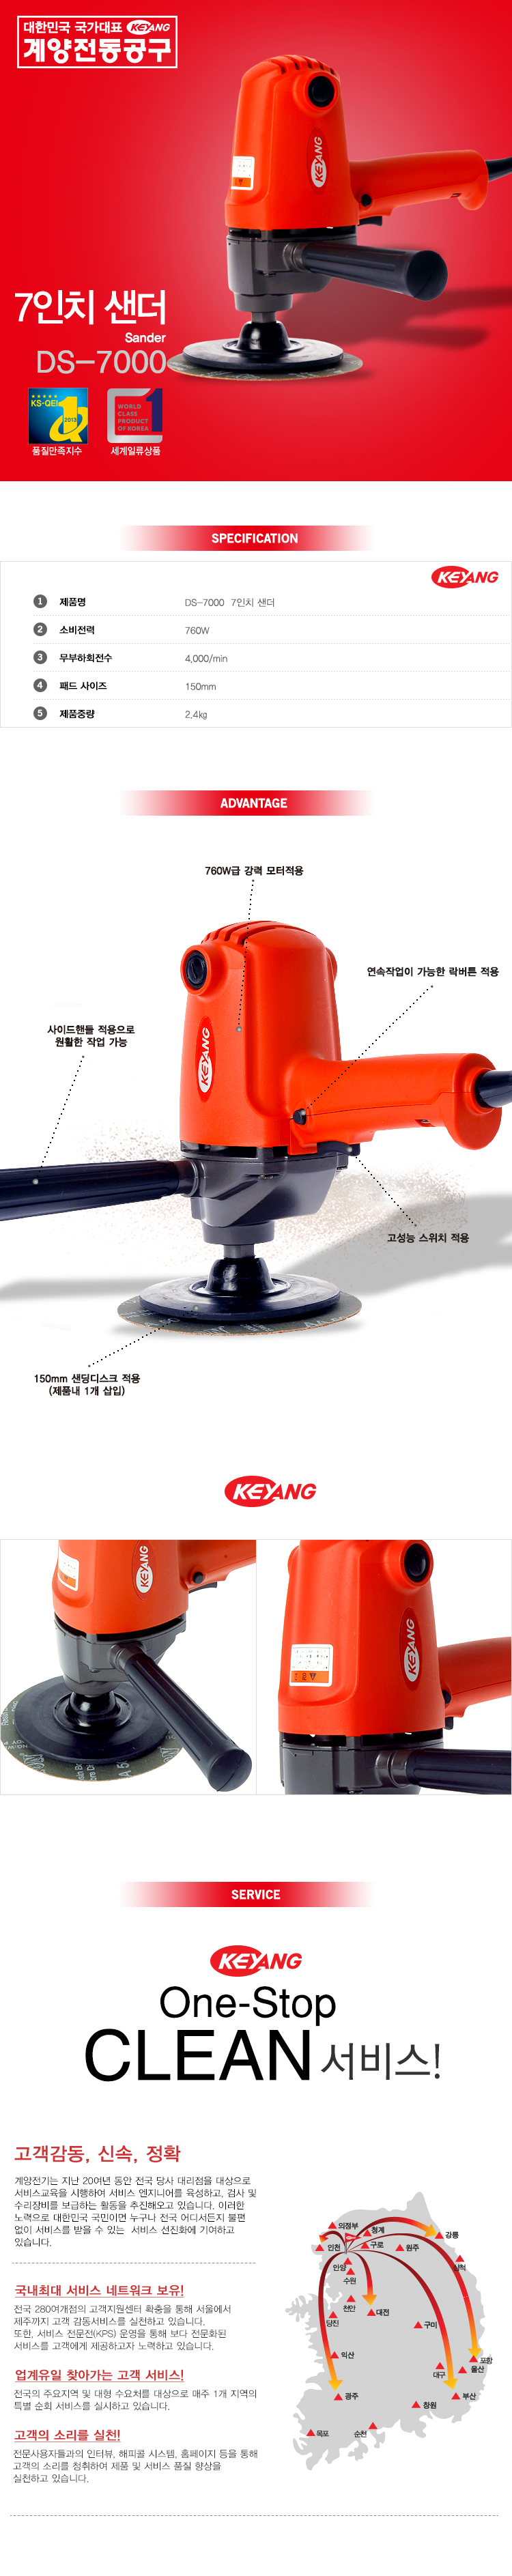 대한민국 국가대표 KEYANG
계양전동공구
KEYANG
7인치 샌더
Sander
DS-7000
KS-QEI
2013
품질만족지수
WORLD
CLASS
PRODUCT
OF KOREA
1
세계일류상품
SPECIFICATION
KEYANG
1 제품명 DS-7000 7인치 샌더
2 소비전력 760W
3 무부하회전수 4,000/min
4 패드 사이즈 150mm
5 제품중량 2.4kg
ADVANTAGE
760W급 강력 모터적용
연속작업이 가능한 락버튼 적용
사이드핸들 적용으로
원활한 작업 가능
KEYANG
고성능 스위치 적용
150mm 샌딩디스크 적용
(제품내 1개 삽입)
KEYANG
KEYANG
KEYANG
SERVICE
KEYANG
One-Stop
CLEAN 서비스!
고객감동, 신속, 정확
계양전기는 지난 20여년 동안 전국 당사 대리점을 대상으로
서비스교육을 시행하여 서비스 엔지니어를 육성하고, 검사 및
수리장비를 보급하는 활동을 추진해오고 있습니다. 이러한
노력으로 대한민국 국민이면 누구나 전국 어디서든지 불편
없이 서비스를 받을 수 있는 서비스 선진화에 기여하고
있습니다.
국내최대 서비스 네트워크 보유!
전국 280여개점의 고객지원센터 확충을 통해 서울에서
제주까지 고객 감동서비스를 실천하고 있습니다.
또한, 서비스 전문전(KPS) 운영을 통해 보다 전문화된
서비스를 고객에게 제공하고자 노력하고 있습니다.
업계유일 찾아가는 고객 서비스!
전국의 주요지역 및 대형 수요처를 대상으로 매주 1개 지역의
특별 순회 서비스를 실시하고 있습니다.
고객의 소리를 실천!
전문사용자들과의 인터뷰, 해피콜 시스템, 홈페이지 등을 통해
고객의 소리를 청취하여 제품 및 서비스 품질 향상을
실천하고 있습니다.
의정부
청계
강릉
인천
구로
원주
안양
삼척
수원
천안
대전
당진
구미
익산
포항
대구
울산
광주
부산
창원
목포
순천